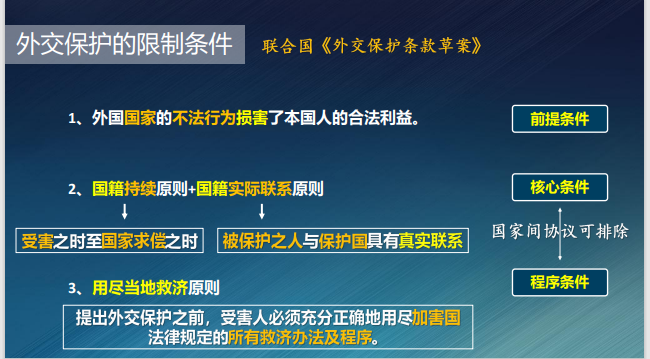 外交保护的限制条件 联合国《外交保护条款草案》
1、外国国家的不法行为损害了本国人的合法利益。 前提条件
2、国籍持续原则+国籍实际联系原则 核心条件
受害之时至国家求偿之时 被保护之人与保护国具有真实联系 国家间协议可排除
3、用尽当地救济原则 程序条件
提出外交保护之前，受害人必须充分正确地用尽加害国
法律规定的所有救济办法及程序。